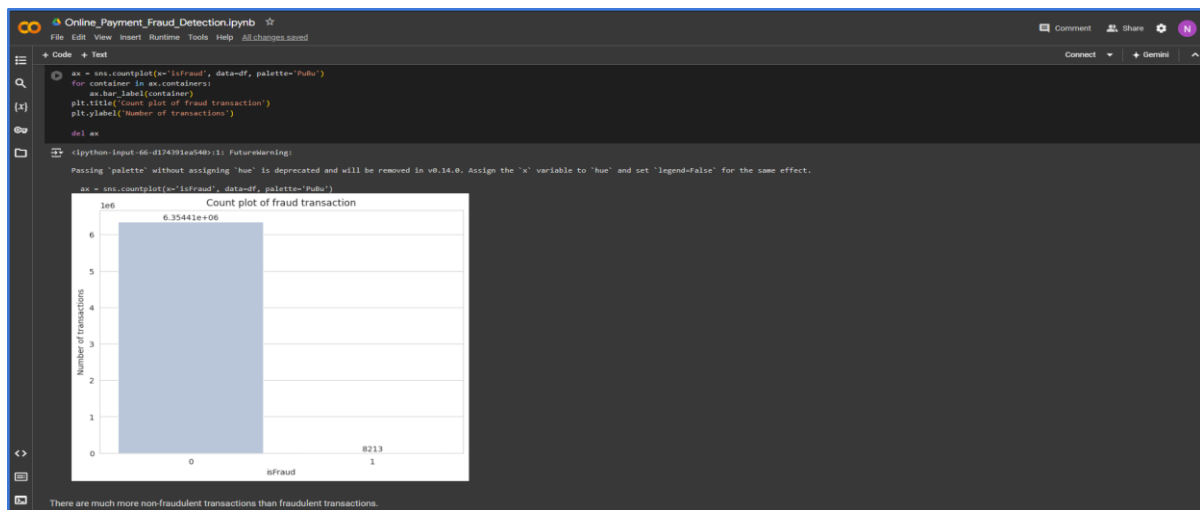 Online_Payment_Fraud_Detection.ipynb
Comment Share N
File Edit View Insert Runtime Tools Help All changes saved
+ Code + Text
Connect + Gemini
ax = sns.countplot(x='isFraud', data=df, palette='PuBu')
for container in ax.containers:
ax.bar_label(container)
plt.title('Count plot of fraud transaction')
plt.ylabel('Number of transactions')
del ax
<ipython-input-66-d174391ea540>:1: FutureWarning:
Passing `palette` without assigning `hue` is deprecated and will be removed in v0.14.0. Assign the `x` variable to `hue` and set `legend=False` for the same effect.
ax = sns.countplot(x='isFraud', data=df, palette='PuBu')
1e6
Count plot of fraud transaction
6.35441e+06
6
5
4
3
2
1
0
Number of transactions
8213
0 1
isFraud
There are much more non-fraudulent transactions than fraudulent transactions.